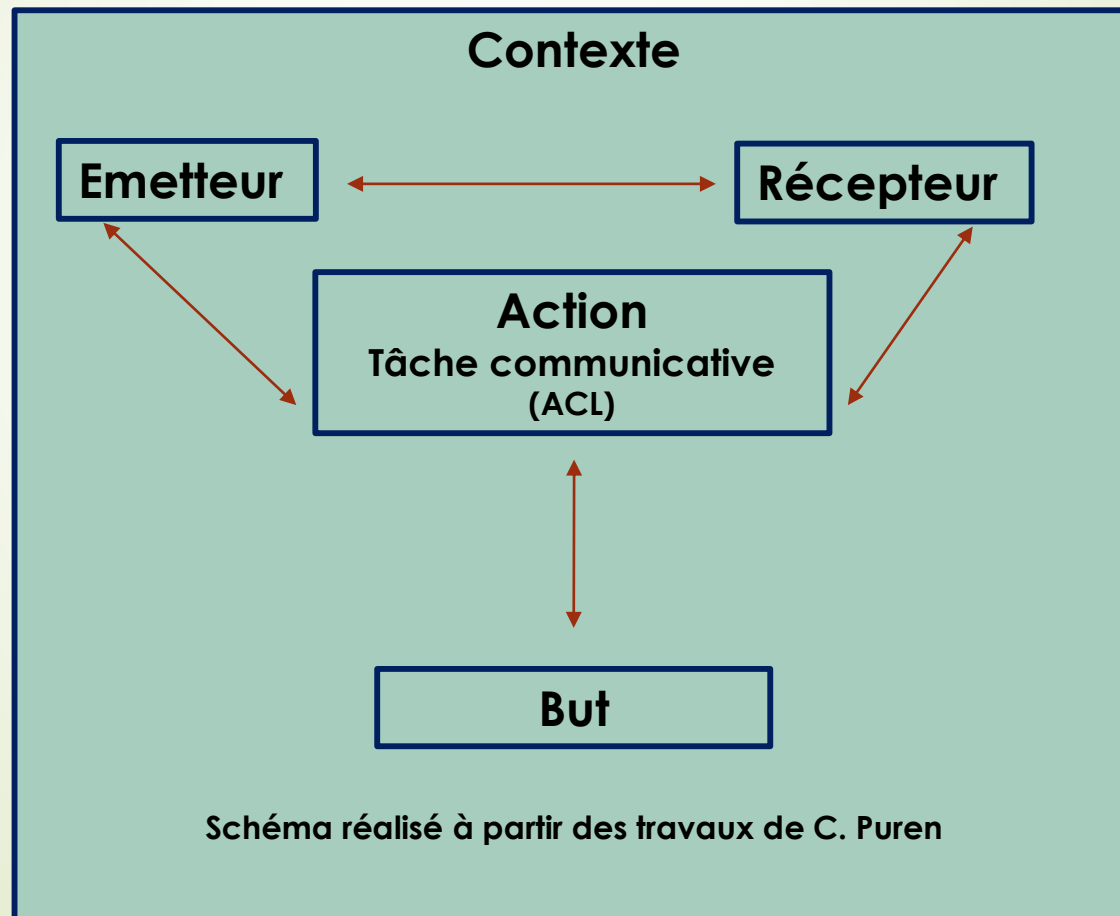 Contexte
Emetteur
Récepteur
Action
Tâche communicative
(ACL)
But
Schéma réalisé à partir des travaux de C. Puren